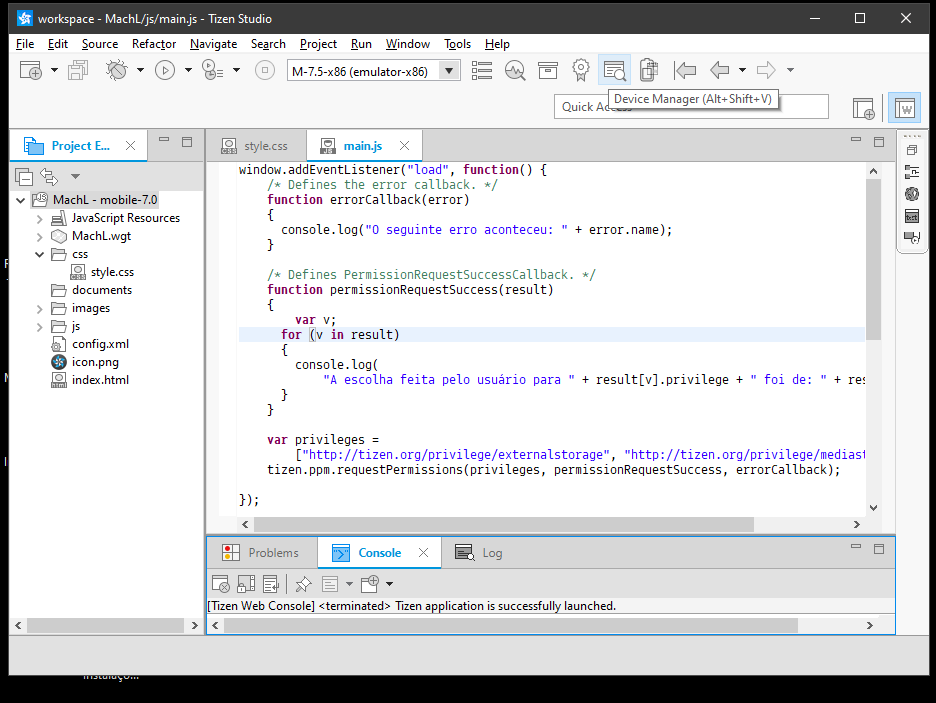 workspace - MachL/js/main.js - Tizen Studio
File Edit Source Refactor Navigate Search Project Run Window Tools Help
M-7.5-x86 (emulator-x86)
Quick Ac
Device Manager (Alt+Shift+V)
Project E...
style.css
main.js
MachL - mobile-7.0
JavaScript Resources
MachL.wgt
css
style.css
documents
images
js
config.xml
icon.png
index.html
window.addEventListener("load", function() {
/* Defines the error callback. */
function errorCallback(error)
{
console.log("O seguinte erro aconteceu: " + error.name);
}
/* Defines PermissionRequestSuccessCallback. */
function permissionRequestSuccess(result)
{
var v;
for (v in result)
{
console.log(
"A escolha feita pelo usuário para " + result[v].privilege + " foi de: " + res
}
}
var privileges =
["http://tizen.org/privilege/externalstorage", "http://tizen.org/privilege/mediast
tizen.ppm.requestPermissions(privileges, permissionRequestSuccess, errorCallback);
});
Problems
Console
Log
[Tizen Web Console] <terminated> Tizen application is successfully launched.